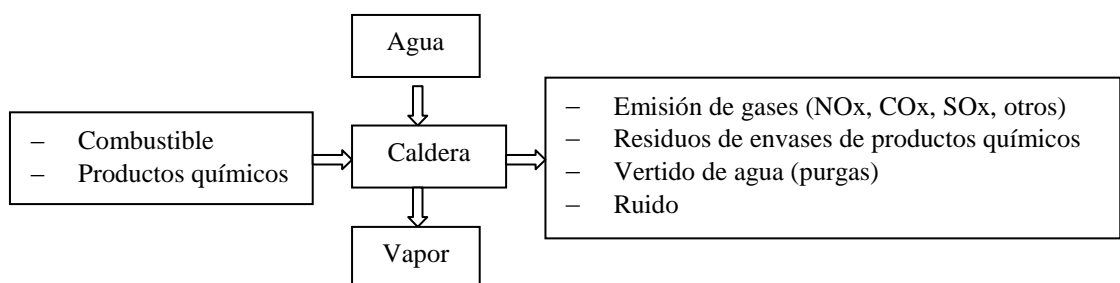 Agua
– Combustible
– Productos químicos
Caldera
– Emisión de gases (NOx, COx, SOx, otros)
– Residuos de envases de productos químicos
– Vertido de agua (purgas)
– Ruido
Vapor